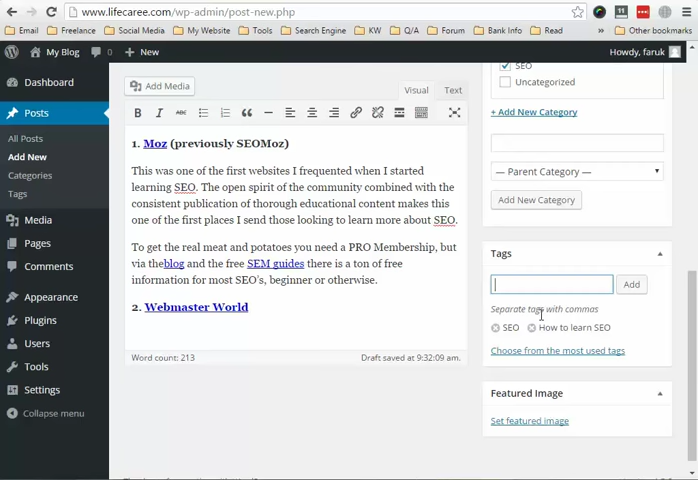 www.lifecaree.com/wp-admin/post-new.php
Email Freelance Social Media My Website Tools Search Engine KW Q/A Forum Bank Info Read » Other bookmarks
My Blog 0 + New Howdy, faruk
Dashboard
Posts
All Posts
Add New
Categories
Tags
Media
Pages
Comments
Appearance
Plugins
Users
Tools
Settings
Collapse menu
Add Media
Visual Text
B I ABC
1. Moz (previously SEOMoz)
This was one of the first websites I frequented when I started
learning SEO. The open spirit of the community combined with the
consistent publication of thorough educational content makes this
one of the first places I send those looking to learn more about SEO.
To get the real meat and potatoes you need a PRO Membership, but
via theblog and the free SEM guides there is a ton of free
information for most SEO's, beginner or otherwise.
2. Webmaster World
Word count: 213 Draft saved at 9:32:09 am.
SEO
Uncategorized
+ Add New Category
— Parent Category —
Add New Category
Tags
Add
Separate tags with commas
SEO How to learn SEO
Choose from the most used tags
Featured Image
Set featured image